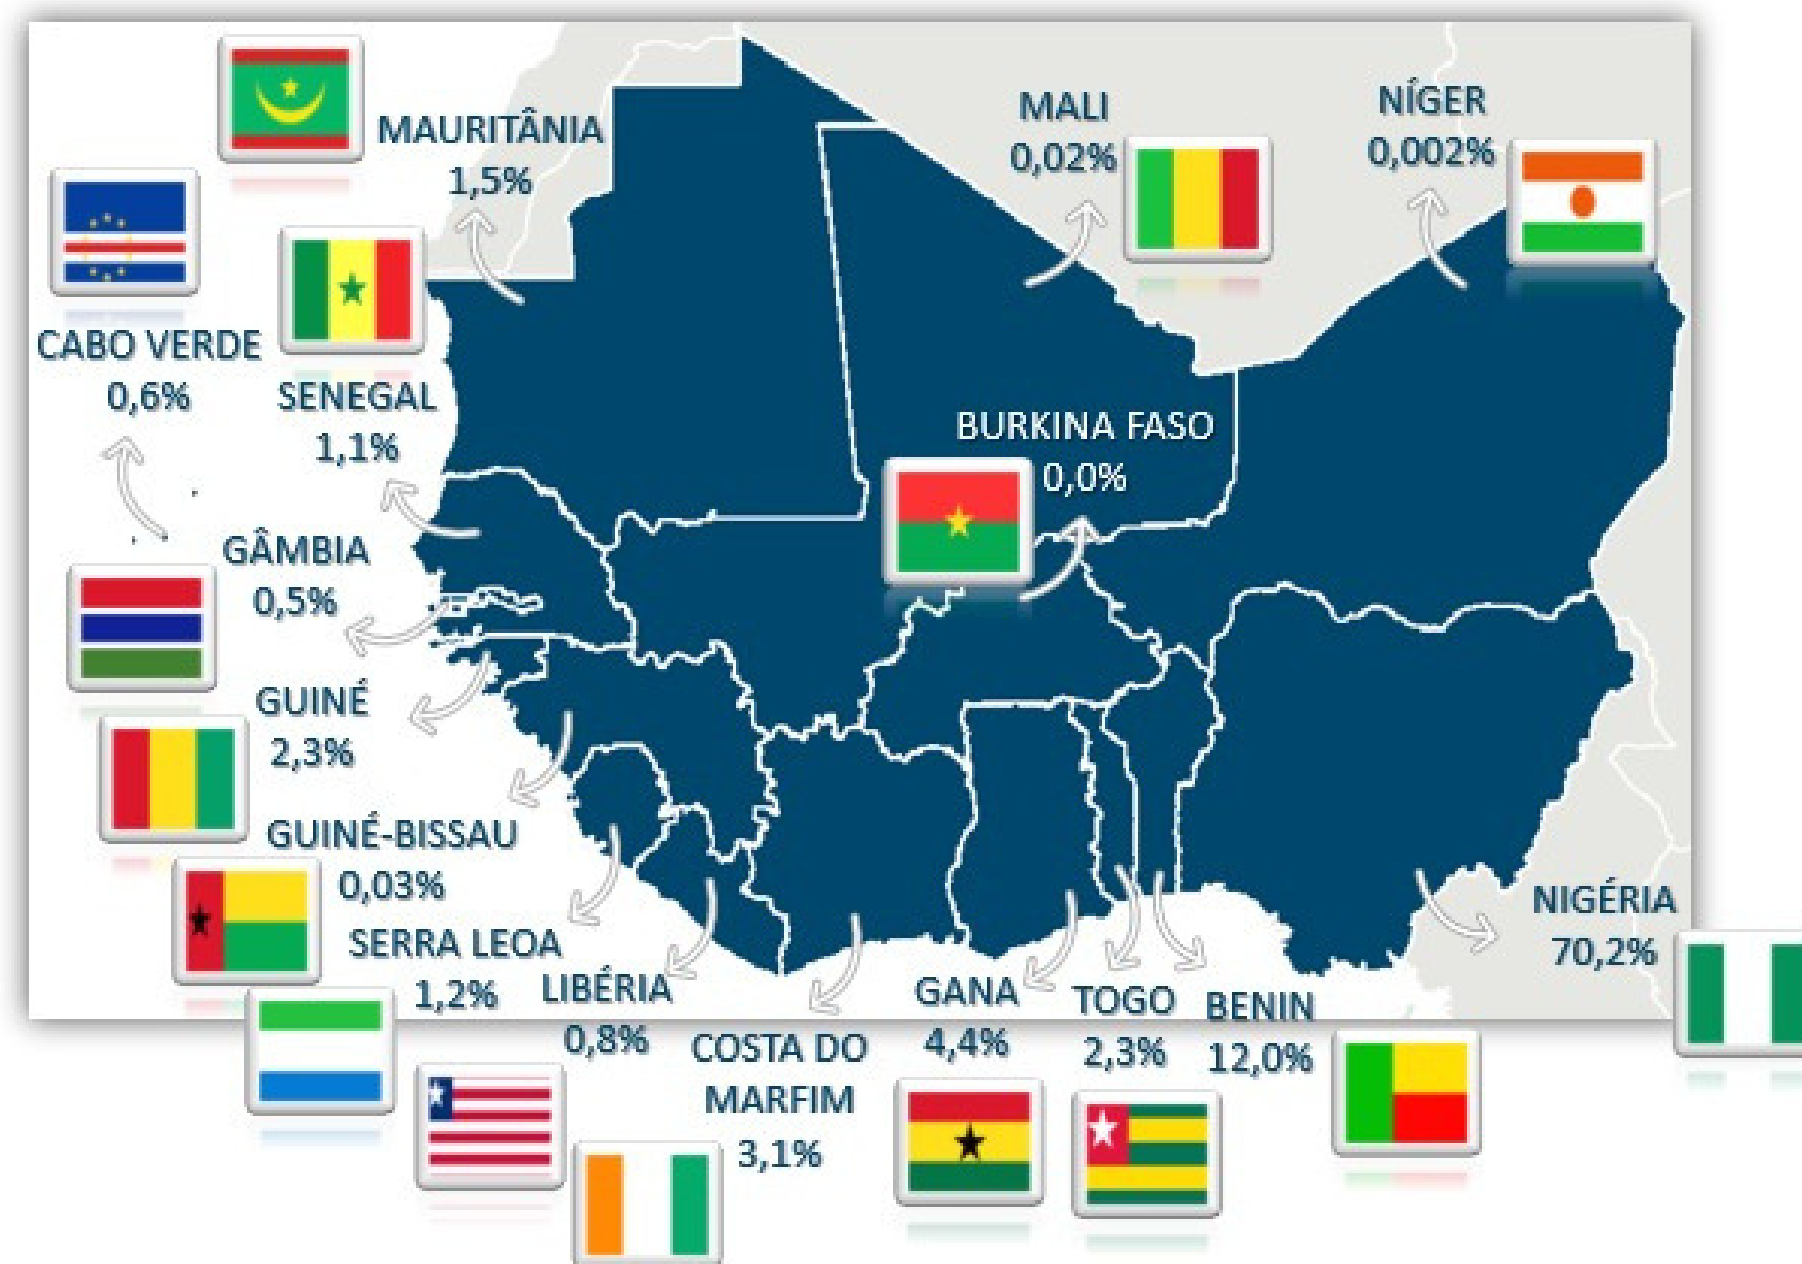 MAURITÂNIA
1,5%
MALI
0,02%
NÍGER
0,002%
CABO VERDE
0,6%
SENEGAL
1,1%
BURKINA FASO
0,0%
GÂMBIA
0,5%
GUINÉ
2,3%
GUINÉ-BISSAU
0,03%
SERRA LEOA
1,2%
LIBÉRIA
0,8%
COSTA DO
MARFIM
3,1%
GANA
4,4%
TOGO
2,3%
BENIN
12,0%
NIGÉRIA
70,2%